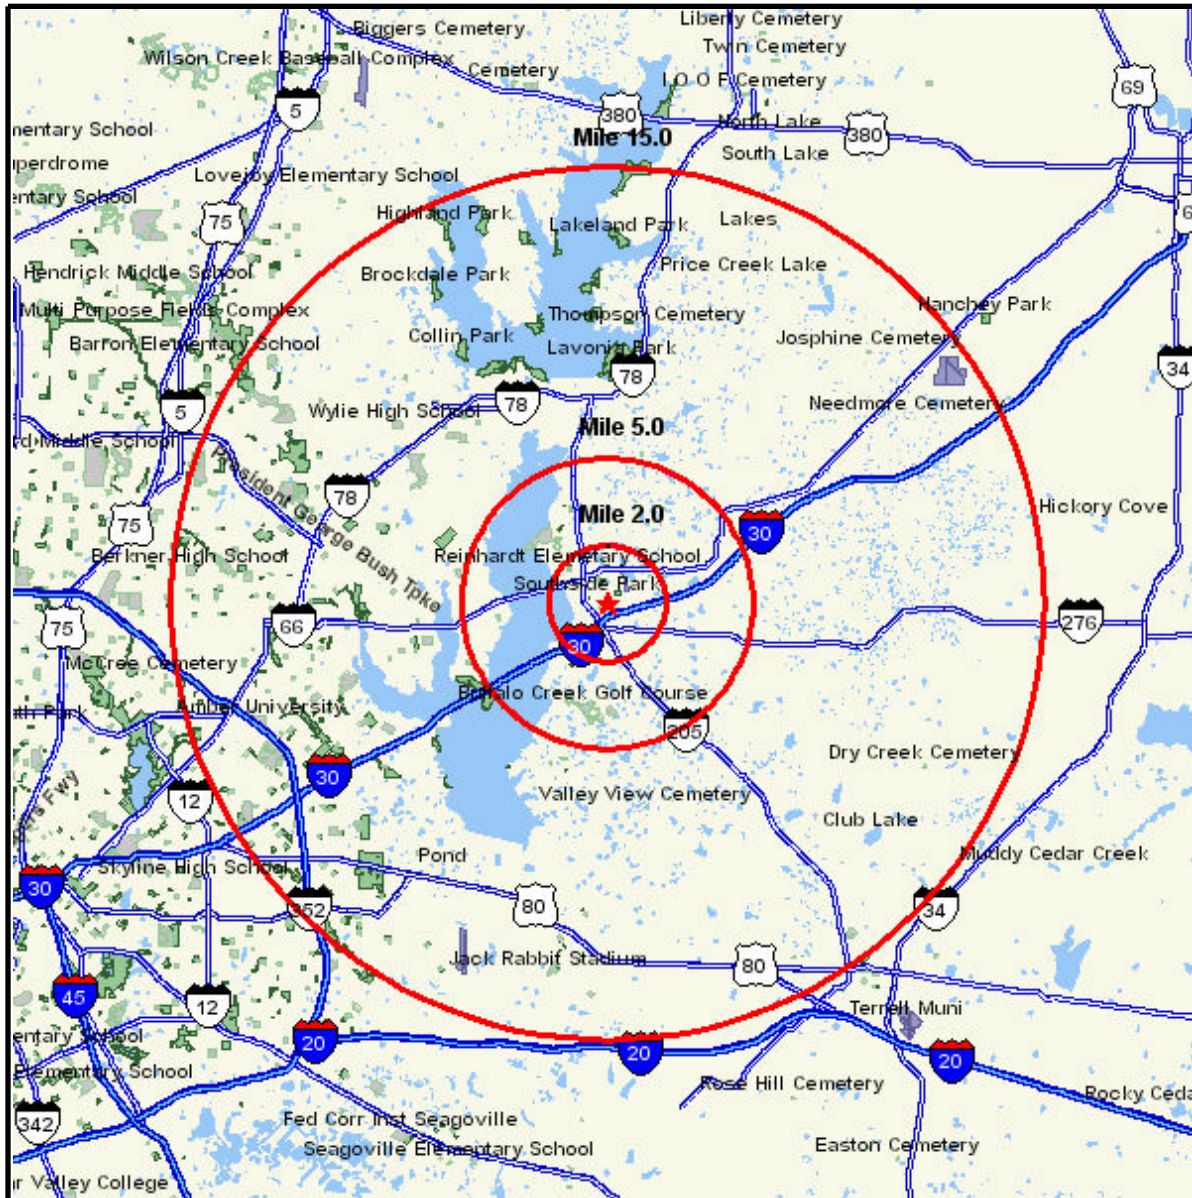 Biggers Cemetery
Liberty Cemetery
Twin Cemetery
Wilson Creek Baseball Complex
Cemetery
I O O F Cemetery
69
5
380
North Lake
380
mentary School
Mile 15.0
South Lake
uperdrome
Lovejoy Elementary School
entary School
75
Highland Park
Lakeland Park
Lakes
6
Hendrick Middle School
Brockdale Park
Price Creek Lake
Multi Purpose Fields Complex
Thompson Cemetery
Hanchey Park
Barron Elementary School
Collin Park
Lavonia Park
Josphine Cemetery
78
34
5
Wylie High School
78
Needmore Cemetery
rd Middle School
Mile 5.0
President George Bush Tpke
78
75
Mile 2.0
30
Hickory Cove
Berkner High School
Reinhardt Elemetary School
Southside Park
75
66
30
276
McCree Cemetery
uth Park
Amber University
Buffalo Creek Golf Course
205
Dry Creek Cemetery
30
12
Fwy
Valley View Cemetery
Club Lake
Skyline High School
Pond
Muddy Cedar Creek
30
352
80
34
Jack Rabbit Stadium
80
45
12
Terrell Muni
entary School
20
20
20
Elementary School
Rose Hill Cemetery
Rocky Ceda
342
Fed Corr Inst Seagoville
Seagoville Elementary School
Easton Cemetery
ar Valley College